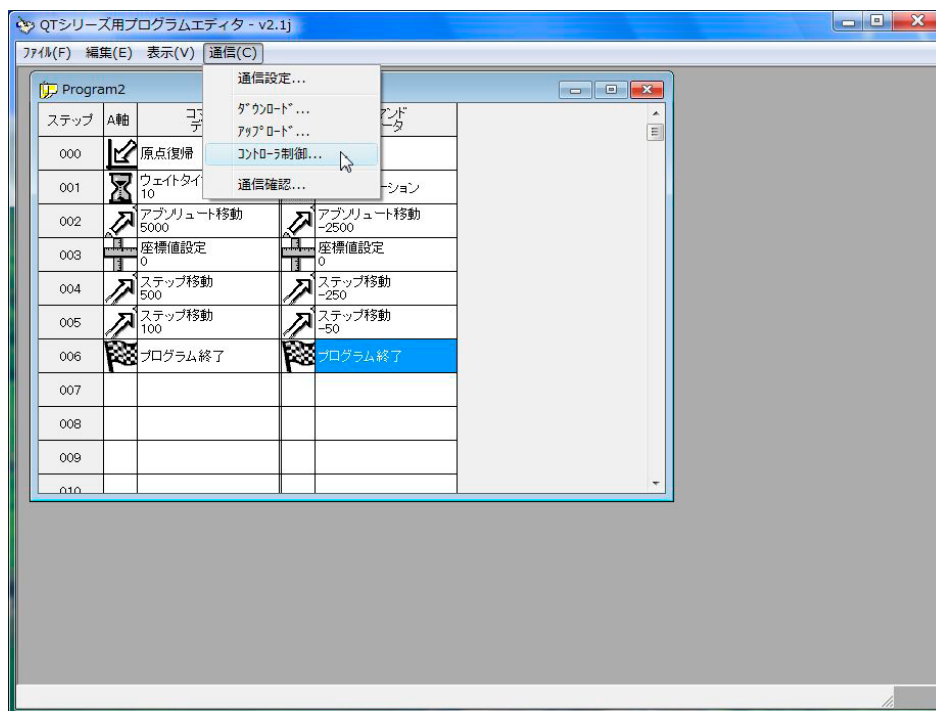 QTシリーズ用プログラムエディタ - v2.1j
ﾌｧｲﾙ(F) 編集(E) 表示(V) 通信(C)
通信設定...
ﾀﾞｳﾝﾛｰﾄﾞ...
ｱｯﾌﾟﾛｰﾄﾞ...
ｺﾝﾄﾛｰﾗ制御...
通信確認...
Program2
ステップ A軸
000 原点復帰
001 ウェイトタイ ーション
10
002 アブソリュート移動 アブソリュート移動
5000 -2500
003 座標値設定 座標値設定
0 0
004 ステップ移動 ステップ移動
500 -250
005 ステップ移動 ステップ移動
100 -50
006 プログラム終了 プログラム終了
007
008
009
010